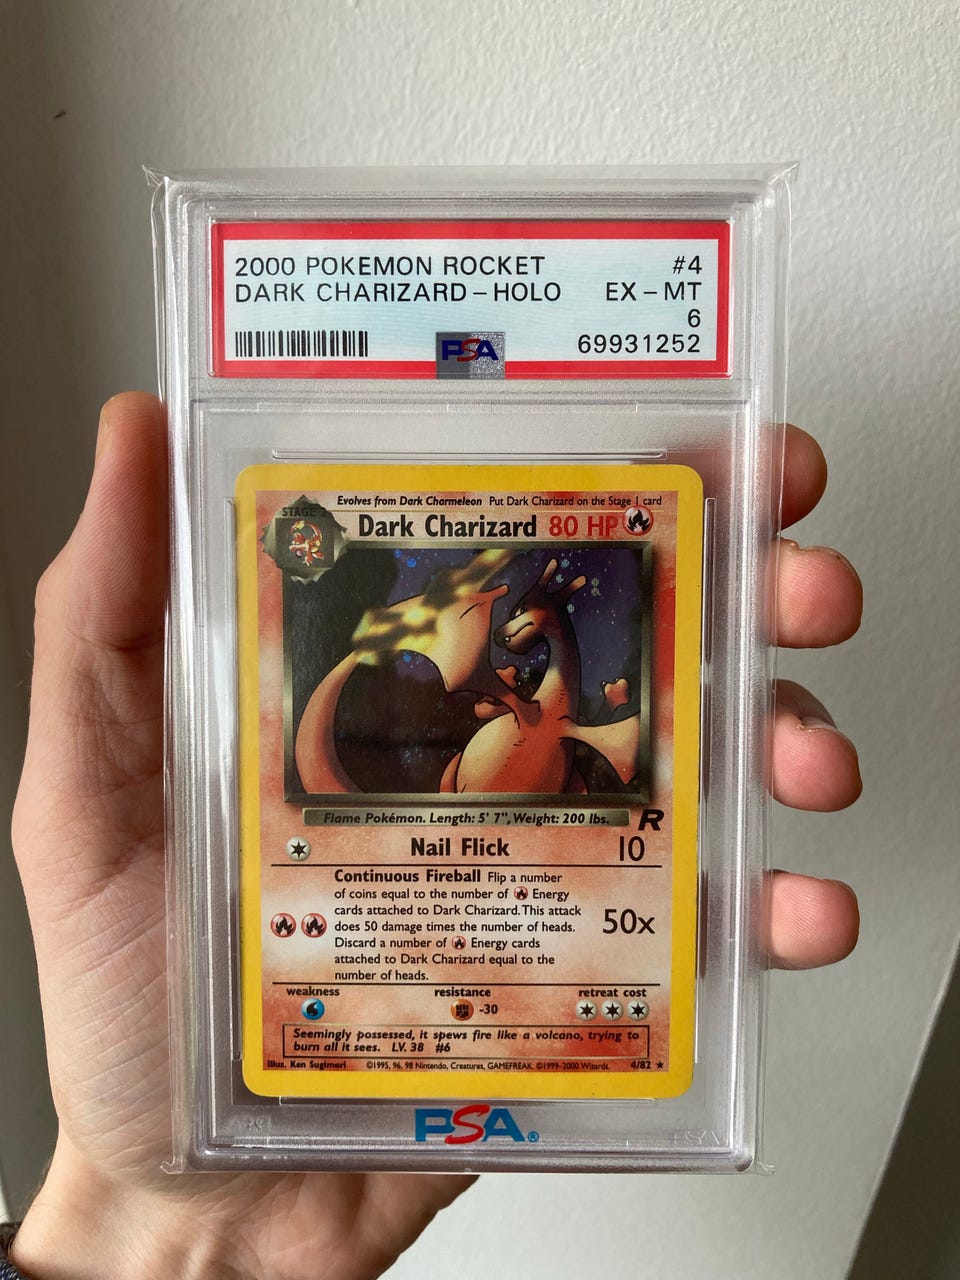 2000 POKEMON ROCKET #4
DARK CHARIZARD-HOLO EX-MT
6
PSA 69931252
Evolves from Dark Charmeleon Put Dark Charizard on the Stage 1 card
STAGE 2
Dark Charizard 80 HP
Flame Pokémon. Length: 5' 7", Weight: 200 lbs.
R
Nail Flick 10
Continuous Fireball Flip a number
of coins equal to the number of Energy
cards attached to Dark Charizard. This attack
does 50 damage times the number of heads. 50x
Discard a number of Energy cards
attached to Dark Charizard equal to the
number of heads.
weakness resistance retreat cost
-30
Seemingly possessed, it spews fire like a volcano, trying to
burn all it sees. LV. 38 #6
Illus. Ken Sugimori ©1995, 96, 98 Nintendo, Creatures, GAMEFREAK. ©1999-2000 Wizards. 4/82 ★
PSA®